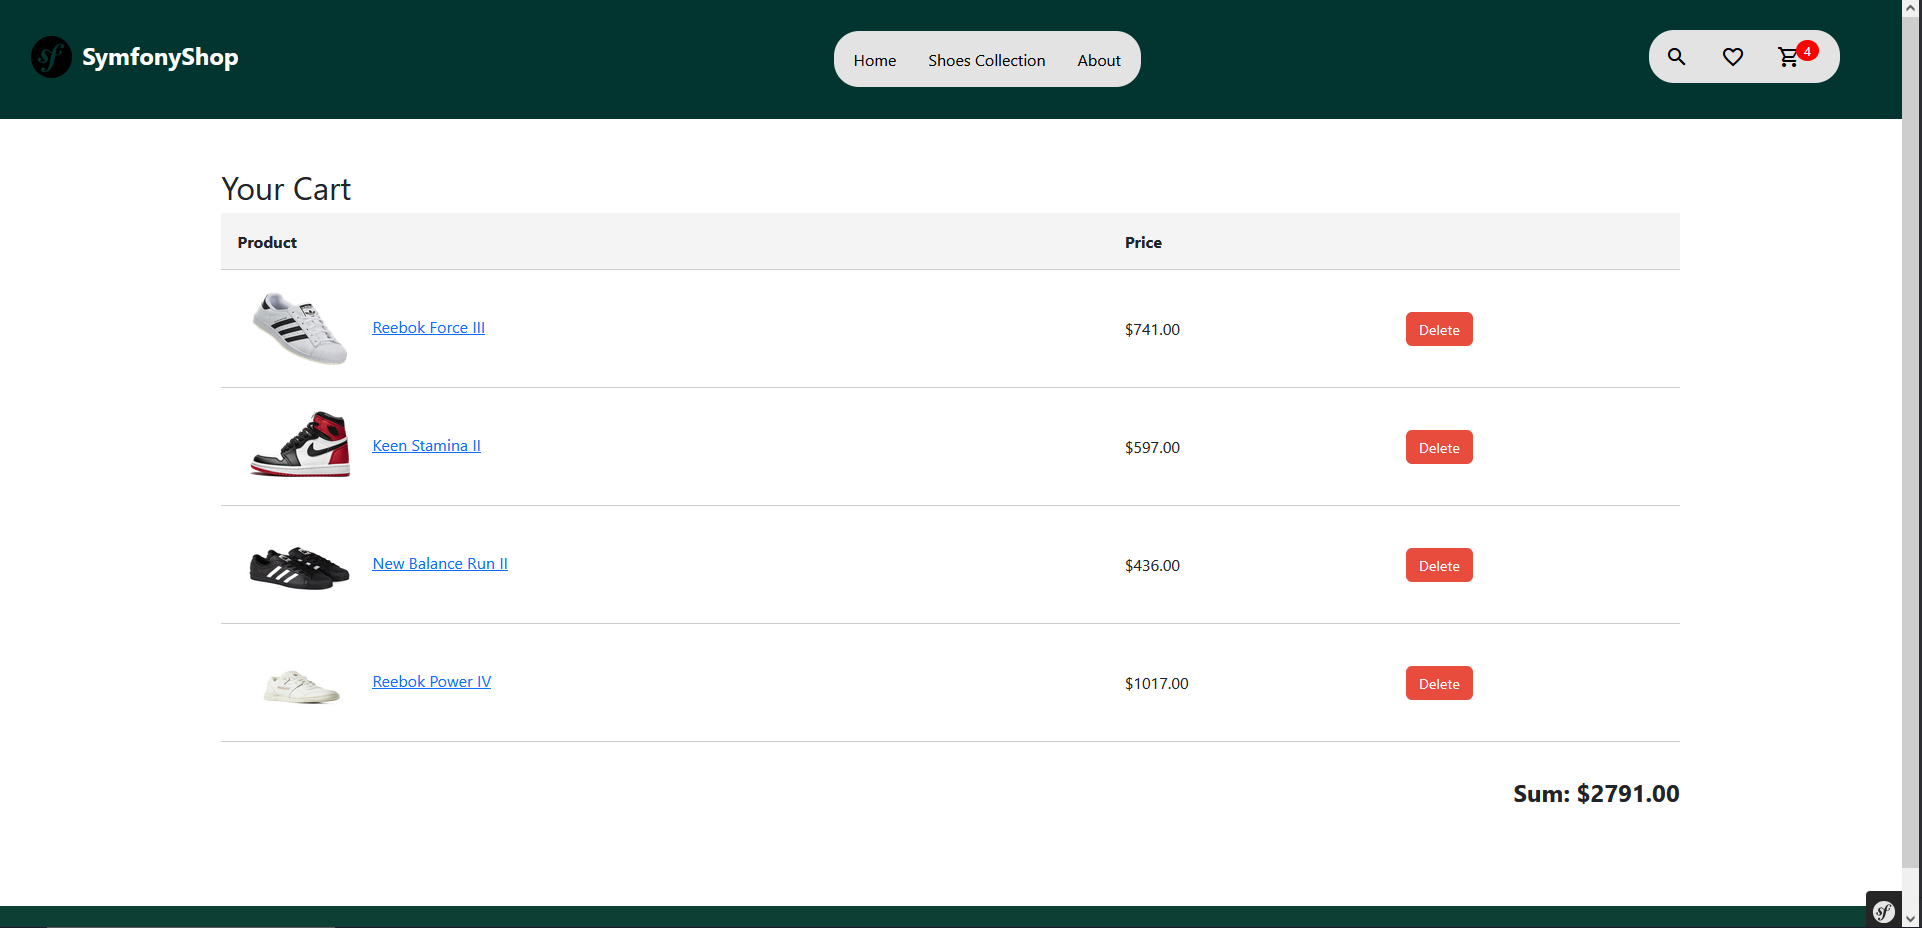 SymfonyShop
Home Shoes Collection About
4
Your Cart
Product Price
Reebok Force III $741.00 Delete
Keen Stamina II $597.00 Delete
New Balance Run II $436.00 Delete
Reebok Power IV $1017.00 Delete
Sum: $2791.00